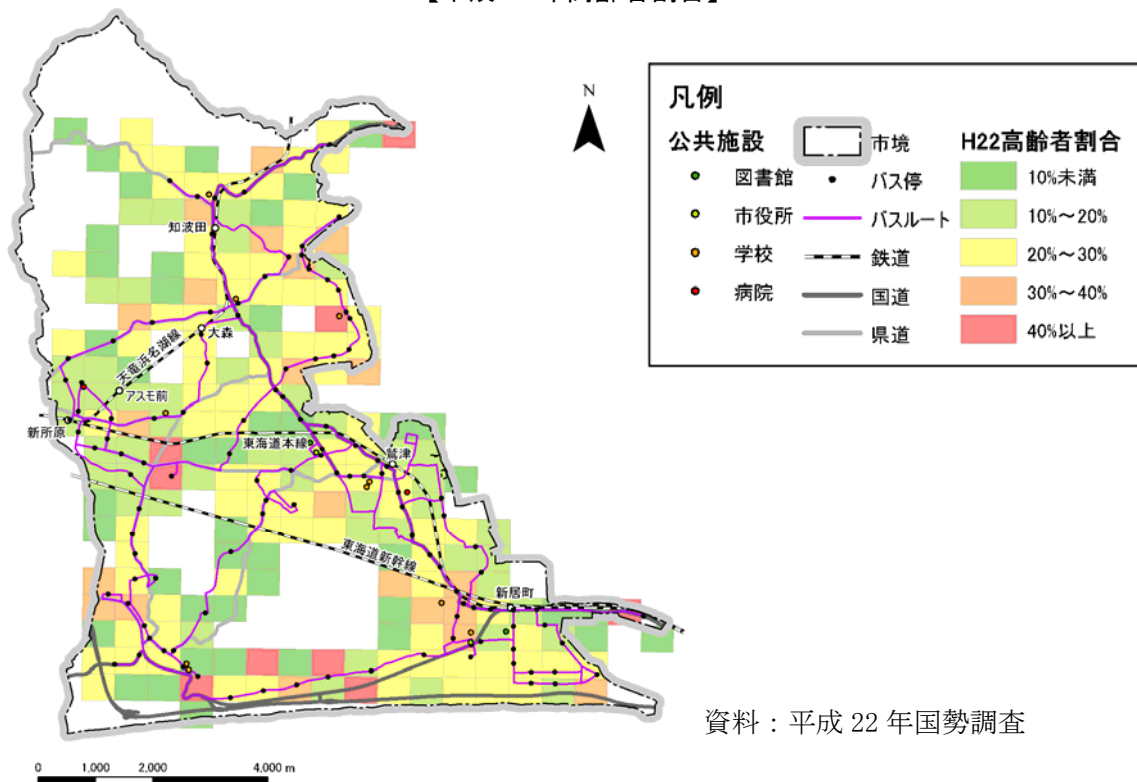 N
凡例
公共施設
図書館
市役所
学校
病院
市境
バス停
バスルート
鉄道
国道
県道
H22高齢者割合
10%未満
10%～20%
20%～30%
30%～40%
40%以上
知波田
大森
天竜浜名湖線
アスモ前
新所原
東海道本線
鷲津
東海道新幹線
新居町
資料：平成 22 年国勢調査
0 1,000 2,000 4,000 m